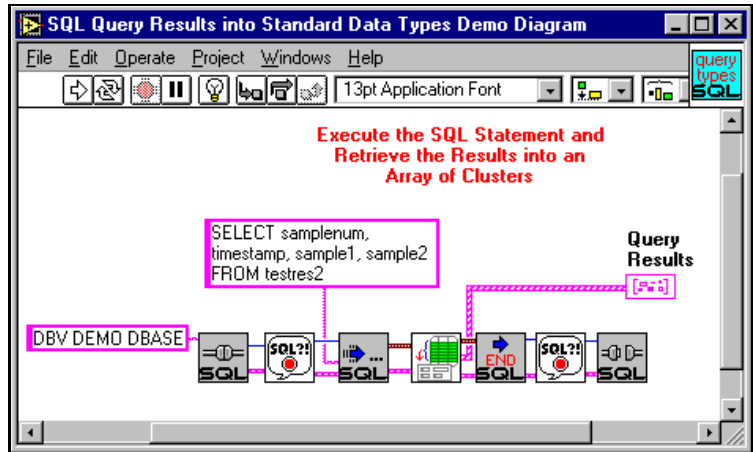 SQL Query Results into Standard Data Types Demo Diagram
File Edit Operate Project Windows Help
query
types
SQL
13pt Application Font
Execute the SQL Statement and
Retrieve the Results into an
Array of Clusters
SELECT samplenum,
timestamp, sample1, sample2
FROM testres2
Query
Results
DBV DEMO DBASE
SQL
SQL?!
...
SQL
END
SQL
SQL?!
SQL